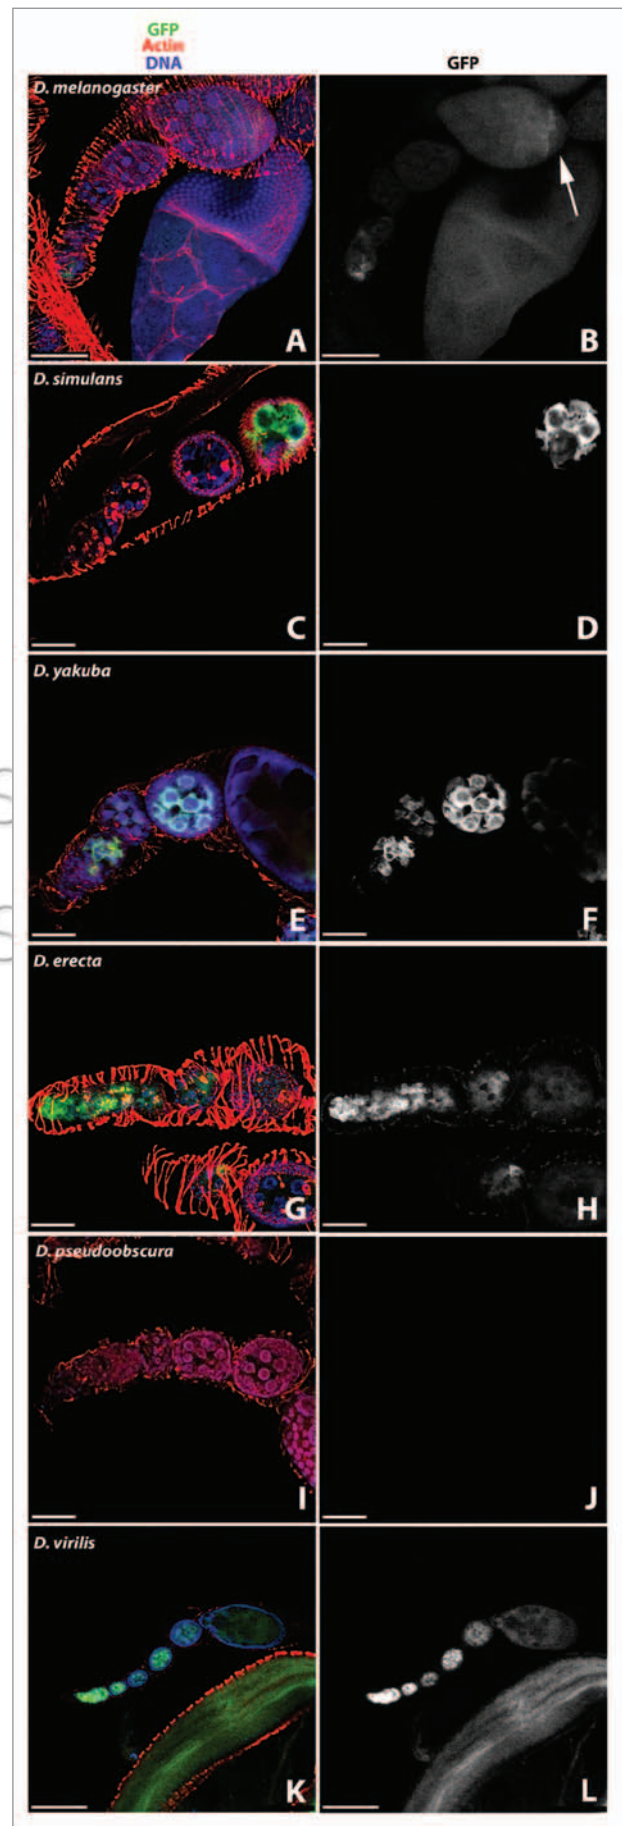 GFP
Actin
DNA
GFP
D. melanogaster
A
B
D. simulans
C
D
D. yakuba
E
F
D. erecta
G
H
D. pseudoobscura
I
J
D. virilis
K
L